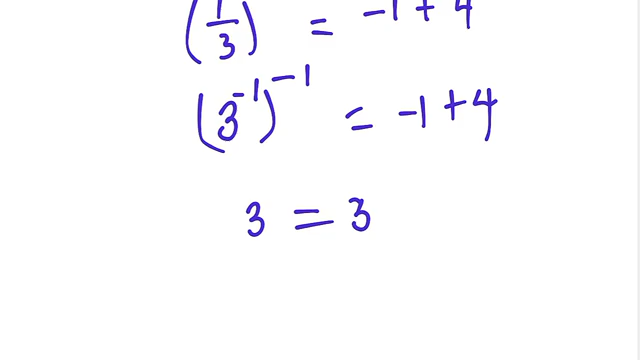 (1/3) = -1 + 4
(3^-1)^-1 = -1 + 4
3 = 3